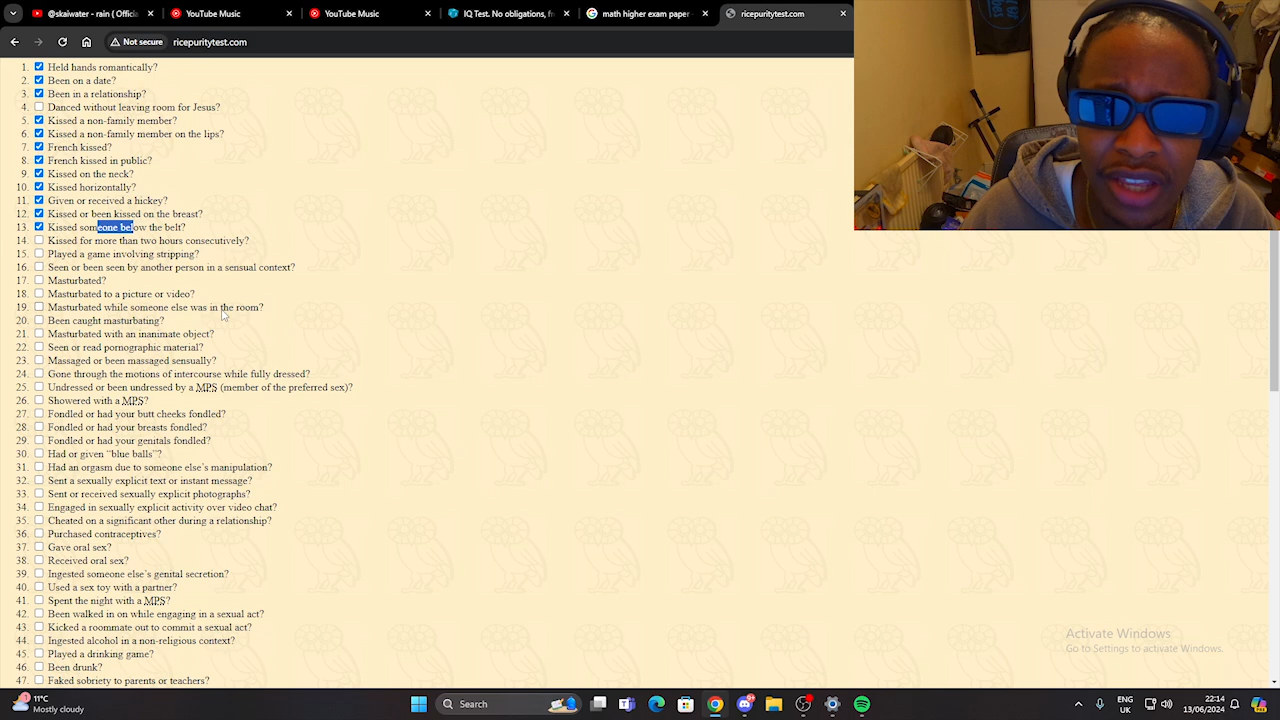 @skaiwater - rain ( Officia
YouTube Music
YouTube Music
IQ Test. No obligations, fr
math higher exam paper -
ricepuritytest.com
Not secure
ricepuritytest.com
1. Held hands romantically?
2. Been on a date?
3. Been in a relationship?
4. Danced without leaving room for Jesus?
5. Kissed a non-family member?
6. Kissed a non-family member on the lips?
7. French kissed?
8. French kissed in public?
9. Kissed on the neck?
10. Kissed horizontally?
11. Given or received a hickey?
12. Kissed or been kissed on the breast?
13. Kissed someone below the belt?
14. Kissed for more than two hours consecutively?
15. Played a game involving stripping?
16. Seen or been seen by another person in a sensual context?
17. Masturbated?
18. Masturbated to a picture or video?
19. Masturbated while someone else was in the room?
20. Been caught masturbating?
21. Masturbated with an inanimate object?
22. Seen or read pornographic material?
23. Massaged or been massaged sensually?
24. Gone through the motions of intercourse while fully dressed?
25. Undressed or been undressed by a MPS (member of the preferred sex)?
26. Showered with a MPS?
27. Fondled or had your butt cheeks fondled?
28. Fondled or had your breasts fondled?
29. Fondled or had your genitals fondled?
30. Had or given “blue balls”?
31. Had an orgasm due to someone else’s manipulation?
32. Sent a sexually explicit text or instant message?
33. Sent or received sexually explicit photographs?
34. Engaged in sexually explicit activity over video chat?
35. Cheated on a significant other during a relationship?
36. Purchased contraceptives?
37. Gave oral sex?
38. Received oral sex?
39. Ingested someone else’s genital secretion?
40. Used a sex toy with a partner?
41. Spent the night with a MPS?
42. Been walked in on while engaging in a sexual act?
43. Kicked a roommate out to commit a sexual act?
44. Ingested alcohol in a non-religious context?
45. Played a drinking game?
46. Been drunk?
47. Faked sobriety to parents or teachers?
Activate Windows
Go to Settings to activate Windows.
11°C
Mostly cloudy
Search
ENG
UK
22:14
13/06/2024